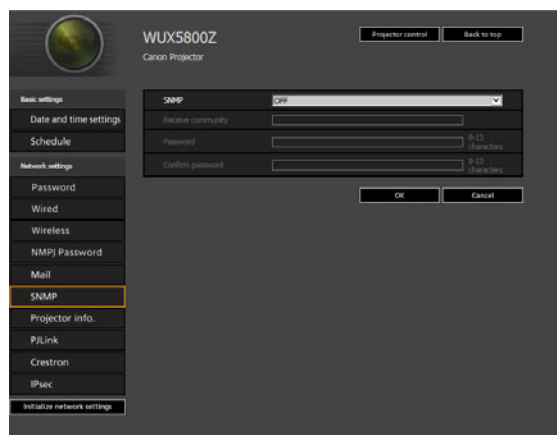 WUX5800Z
Canon Projector
Projector control
Back to top
Basic settings
Date and time settings
Schedule
Network settings
Password
Wired
Wireless
NMPJ Password
Mail
SNMP
Projector info.
PJLink
Crestron
IPsec
Initialize network settings
SNMP OFF
Receive community
Password 8-15 characters
Confirm password 8-15 characters
OK Cancel